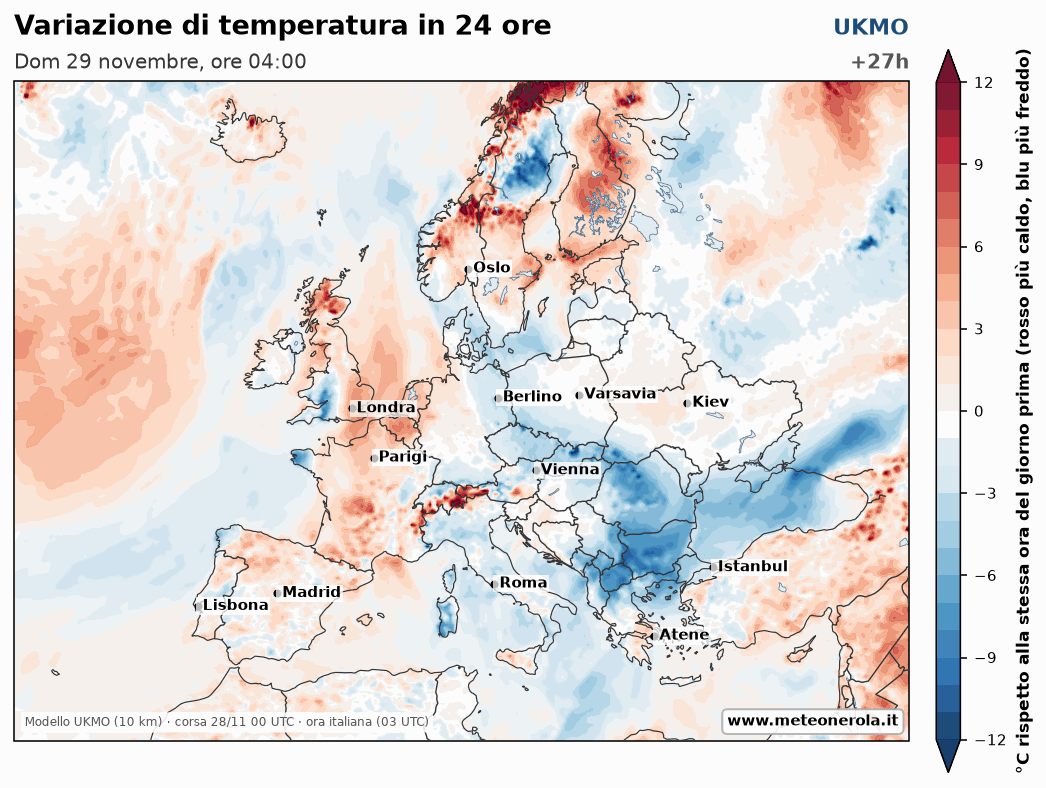 Variazione di temperatura in 24 ore
UKMO
Dom 29 novembre, ore 04:00
+27h
12
9
6
3
0
−3
−6
−9
−12
°C rispetto alla stessa ora del giorno prima (rosso più caldo, blu più freddo)
Oslo
Berlino
Varsavia
Kiev
Londra
Parigi
Vienna
Istanbul
Roma
Madrid
Lisbona
Atene
Modello UKMO (10 km) · corsa 28/11 00 UTC · ora italiana (03 UTC)
www.meteonerola.it